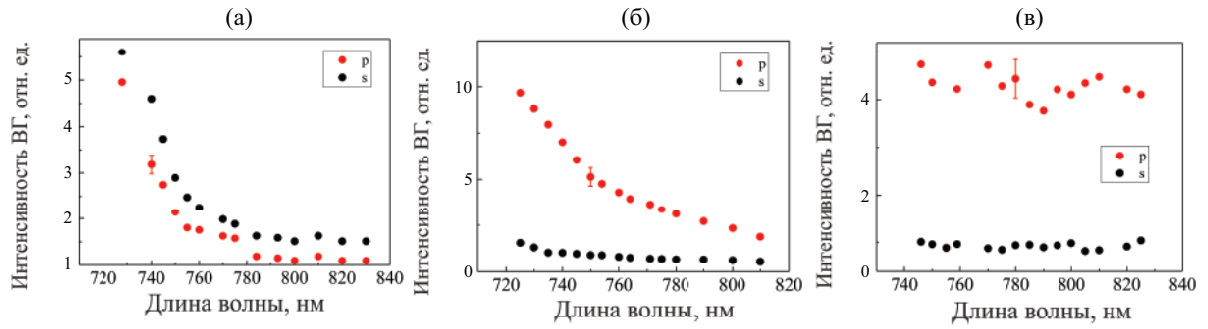 (а)
Интенсивность ВГ, отн. ед.
5
4
3
2
1
p
s
720 740 760 780 800 820 840
Длина волны, нм
(б)
Интенсивность ВГ, отн. ед.
10
5
0
p
s
720 740 760 780 800 820
Длина волны, нм
(в)
Интенсивность ВГ, отн. ед.
4
2
0
p
s
740 760 780 800 820 840
Длина волны, нм